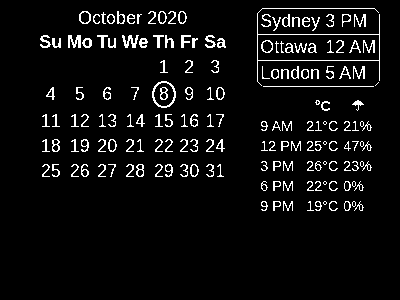 October 2020
Su Mo Tu We Th Fr Sa
1 2 3
4 5 6 7 8 9 10
11 12 13 14 15 16 17
18 19 20 21 22 23 24
25 26 27 28 29 30 31
Sydney 3 PM
Ottawa 12 AM
London 5 AM
°C ☂
9 AM 21°C 21%
12 PM 25°C 47%
3 PM 26°C 23%
6 PM 22°C 0%
9 PM 19°C 0%